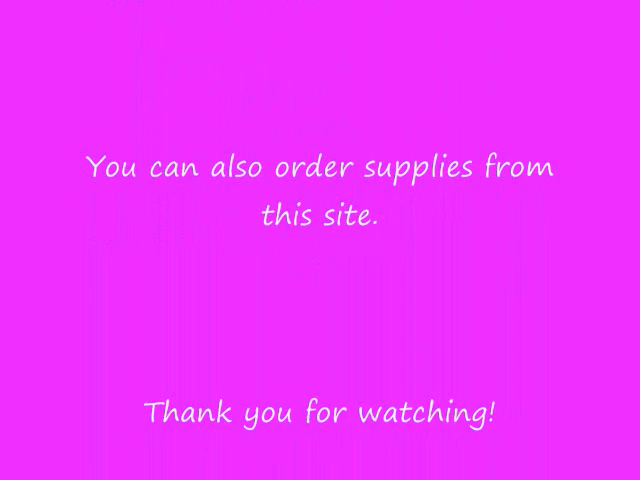 You can also order supplies from
this site.
Thank you for watching!